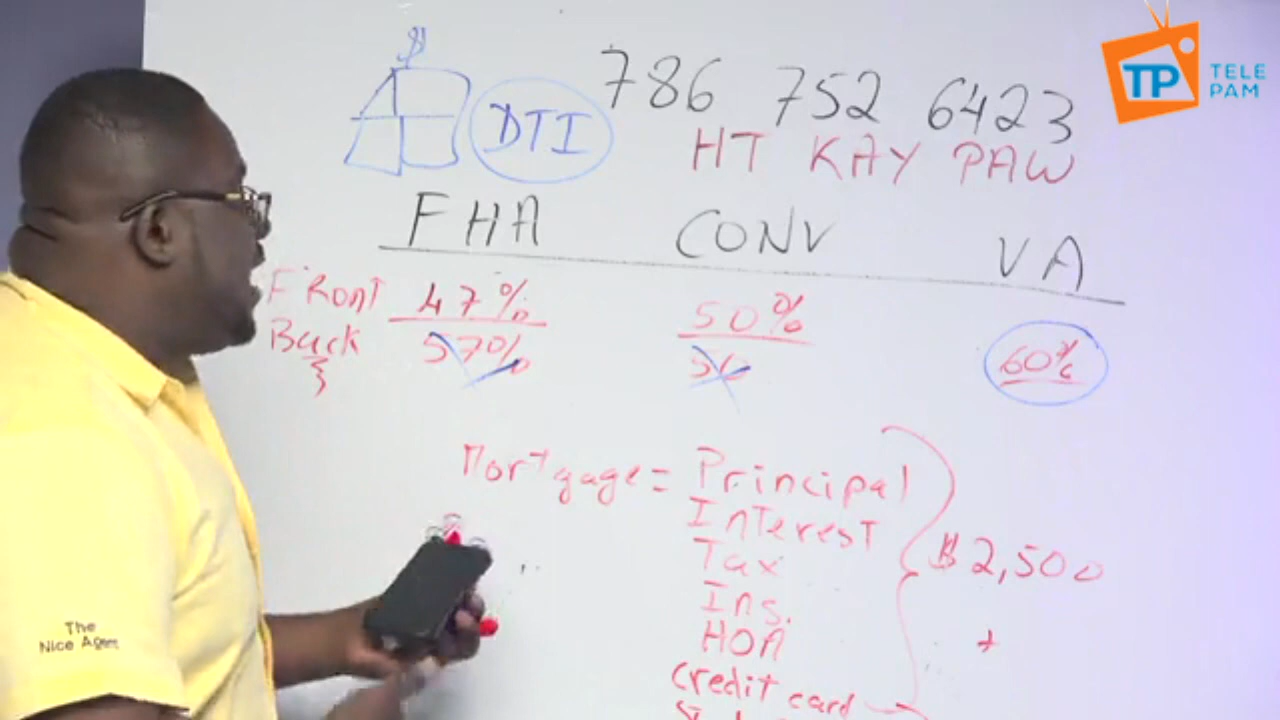 $
DTI
786 752 6423
HT KAY PAW
TP TELE PAM
FHA CONV VA
FRONT 47% 50%
Back 57% 50 60%
Mortgage = Principal
Interest
Tax
$2,500
Ins.
HOA +
credit card
The
Nice Agent